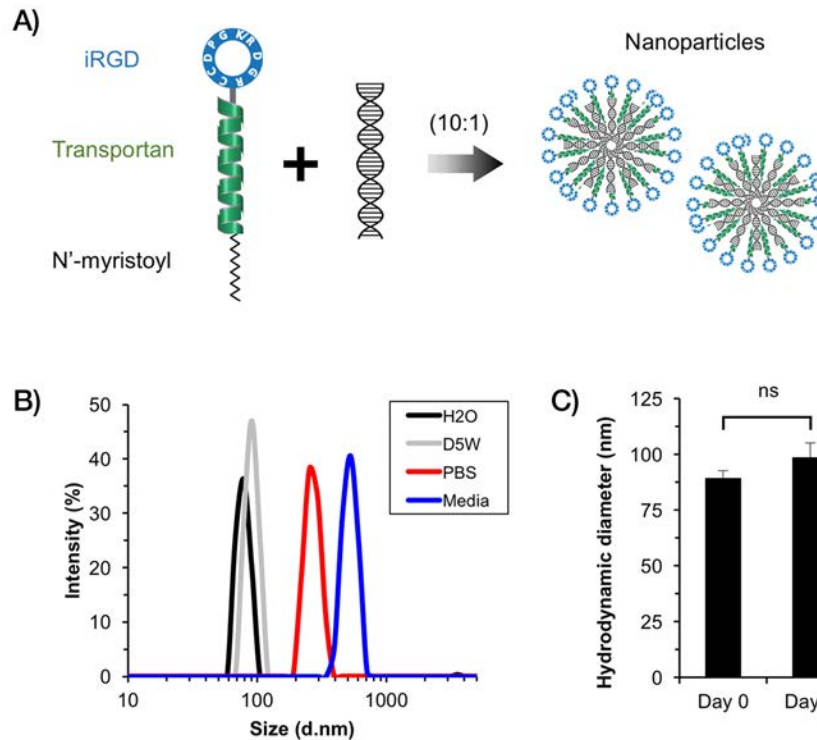 A)
iRGD
C D P G K/R D G R C
Transportan
N'-myristoyl
(10:1)
Nanoparticles
B)
Intensity (%)
50
40
30
20
10
0
H2O
D5W
PBS
Media
10
100
1000
Size (d.nm)
C)
Hydrodynamic diameter (nm)
125
100
75
50
25
0
ns
Day 0
Day